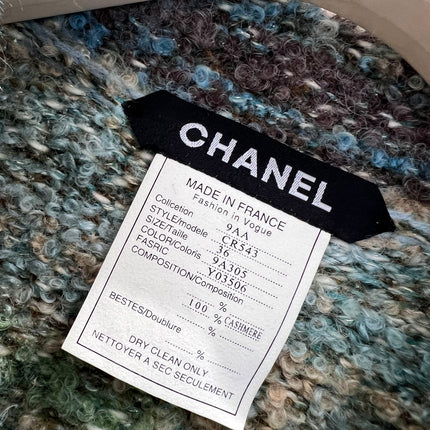 CHANEL
MADE IN FRANCE
Fashion in Vogue
Colicetion 9AA
STYLE/modele CR543
SIZE/Taille 36
COLOR/Coloris 9A305
FABRIC Y03506
COMPOSITION/Composition
%
100 % CASHMERE
BESTES/Doublure %
%
DRY CLEAN ONLY
NETTOYER A SEC SEULEMENT